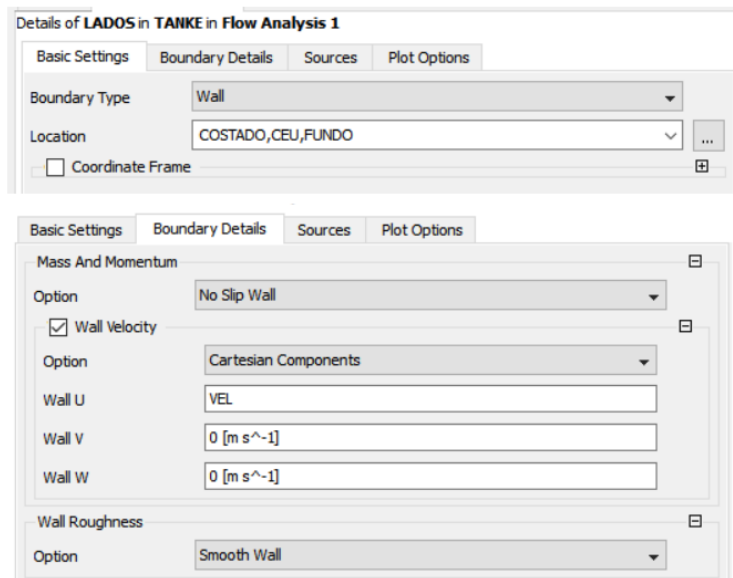 Details of LADOS in TANKE in Flow Analysis 1
Basic Settings Boundary Details Sources Plot Options
Boundary Type Wall
Location COSTADO,CEU,FUNDO ...
Coordinate Frame
Basic Settings Boundary Details Sources Plot Options
Mass And Momentum
Option No Slip Wall
Wall Velocity
Option Cartesian Components
Wall U VEL
Wall V 0 [m s^-1]
Wall W 0 [m s^-1]
Wall Roughness
Option Smooth Wall